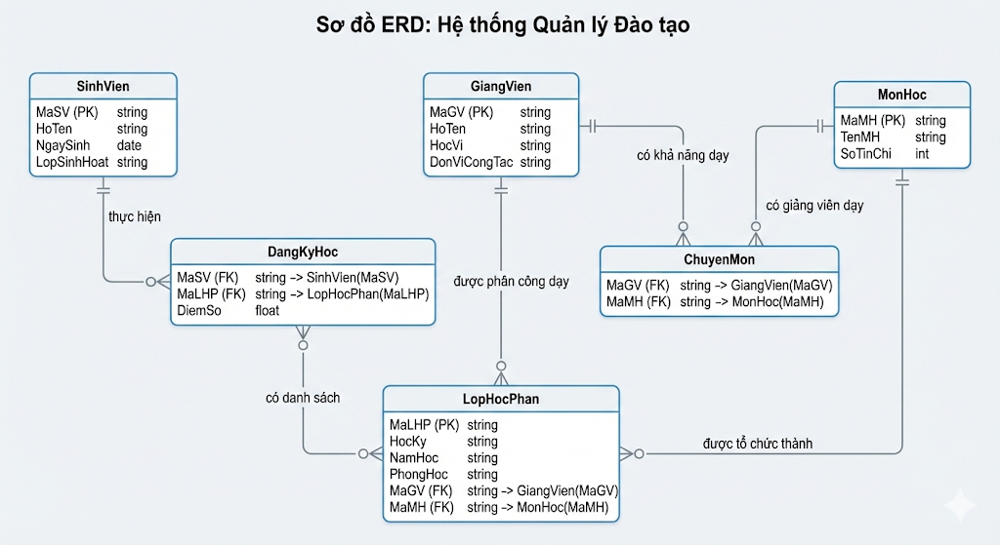 Sơ đồ ERD: Hệ thống Quản lý Đào tạo
SinhVien
MaSV (PK) string
HoTen string
NgaySinh date
LopSinhHoat string
GiangVien
MaGV (PK) string
HoTen string
HocVi string
DonViCongTac string
MonHoc
MaMH (PK) string
TenMH string
SoTinChi int
thực hiện
có khả năng dạy
có giảng viên dạy
DangKyHoc
MaSV (FK) string -> SinhVien(MaSV)
MaLHP (FK) string -> LopHocPhan(MaLHP)
DiemSo float
được phân công dạy
ChuyenMon
MaGV (FK) string -> GiangVien(MaGV)
MaMH (FK) string -> MonHoc(MaMH)
có danh sách
LopHocPhan
MaLHP (PK) string
HocKy string
NamHoc string
PhongHoc string
MaGV (FK) string -> GiangVien(MaGV)
MaMH (FK) string -> MonHoc(MaMH)
được tổ chức thành